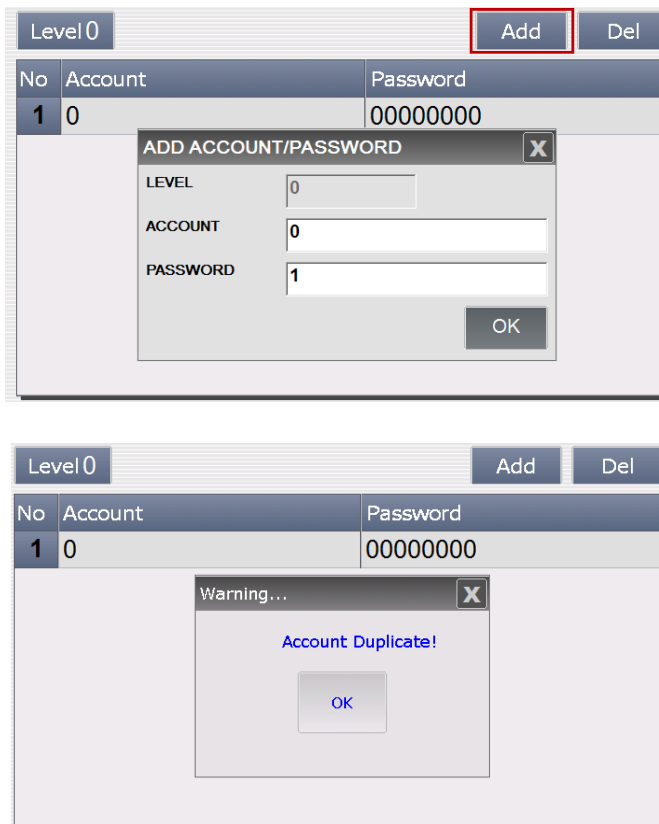 Level 0 Add Del
No Account Password
1 0 00000000
ADD ACCOUNT/PASSWORD X
LEVEL 0
ACCOUNT 0
PASSWORD 1
OK
Level 0 Add Del
No Account Password
1 0 00000000
Warning... X
Account Duplicate!
OK